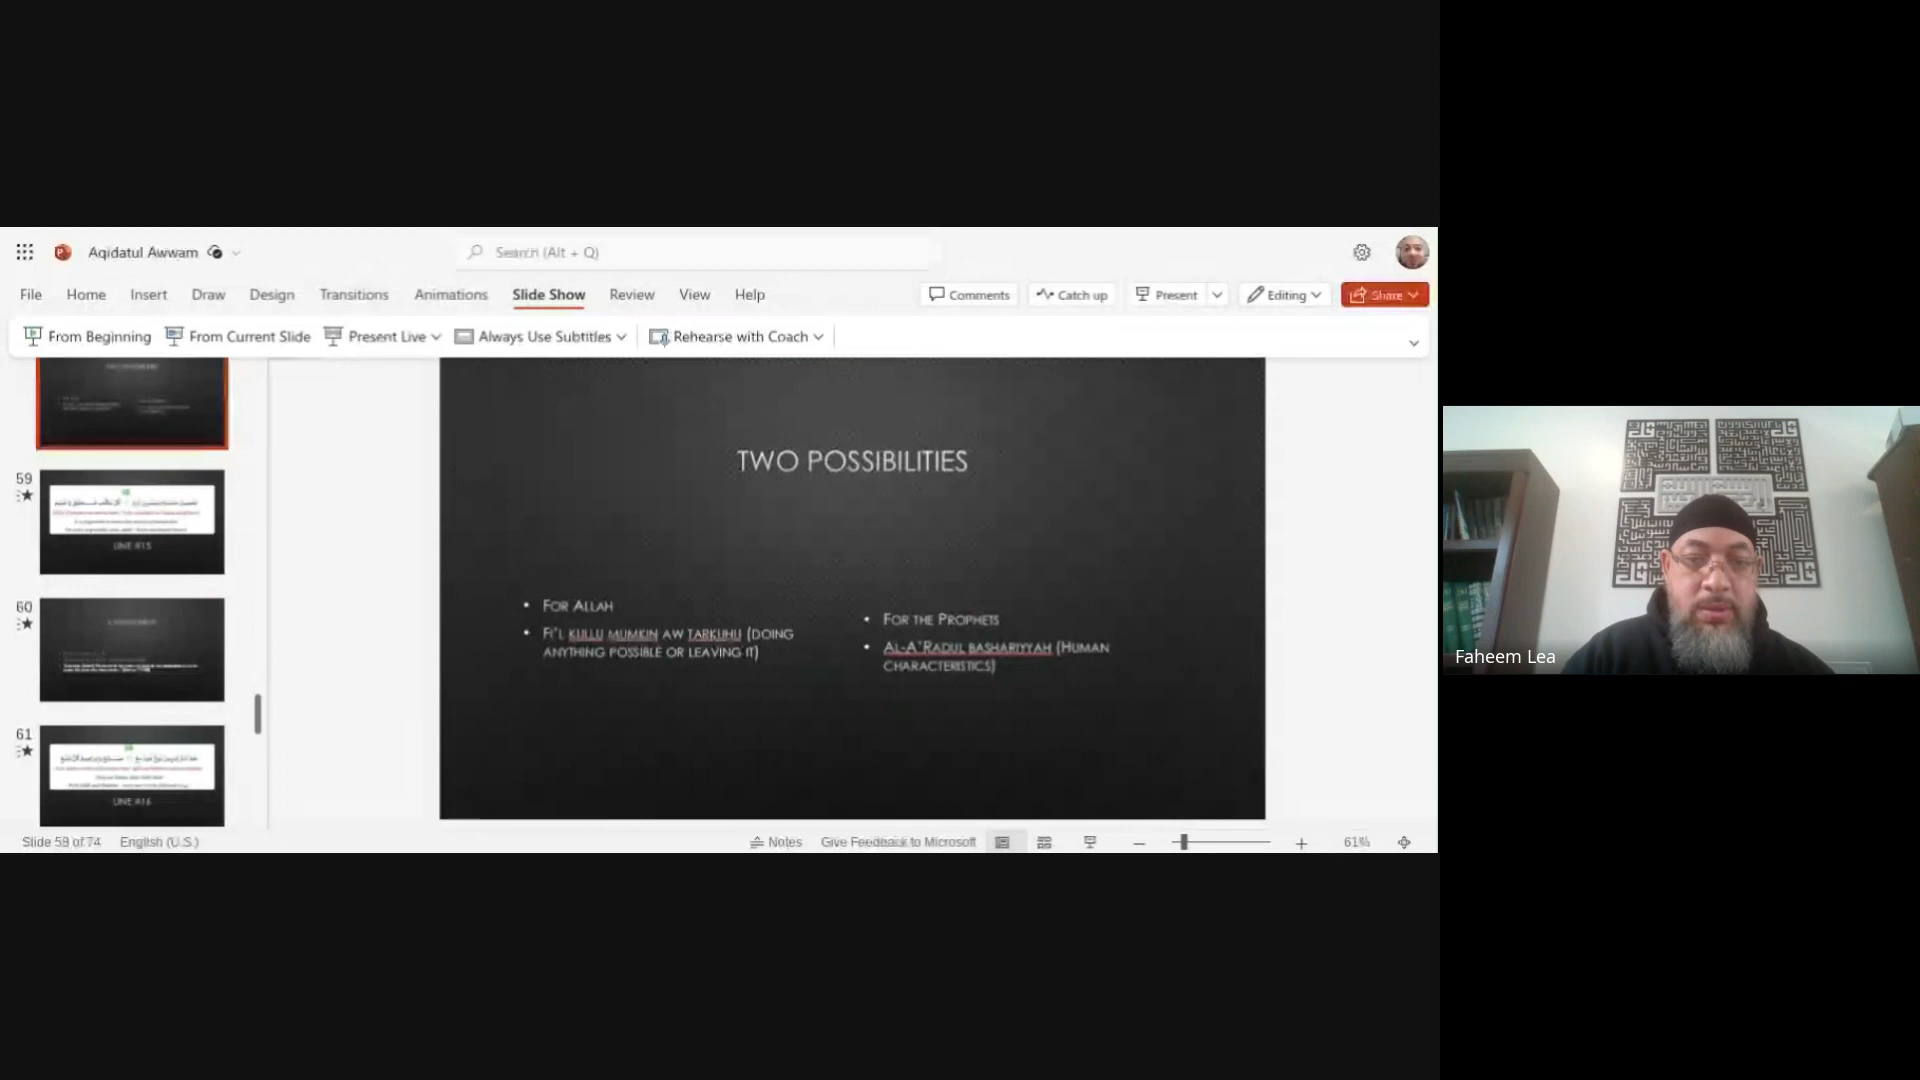 Aqidatul Awwam
Search (Alt + Q)
File Home Insert Draw Design Transitions Animations Slide Show Review View Help
Comments Catch up Present Editing Share
From Beginning From Current Slide Present Live Always Use Subtitles Rehearse with Coach
59
LINE #15
60
61
LINE #16
TWO POSSIBILITIES
• FOR ALLAH
• FI'L KULLU MUMKIN AW TARKUHU (DOING
ANYTHING POSSIBLE OR LEAVING IT)
• FOR THE PROPHETS
• AL-A'RADUL BASHARIYYAH (HUMAN
CHARACTERISTICS)
Slide 58 of 74 English (U.S.)
Notes Give Feedback to Microsoft 61%
Faheem Lea